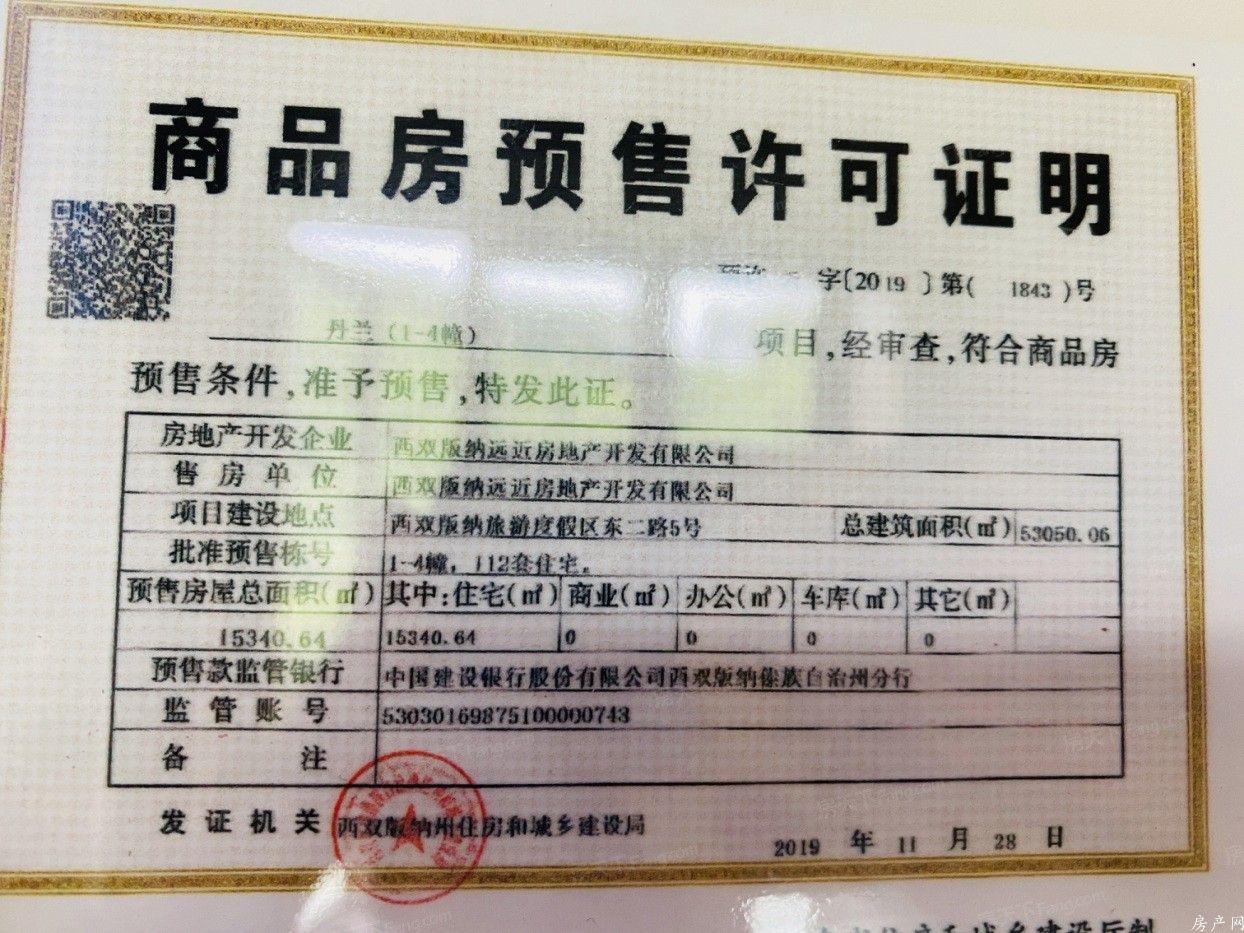 商品房预售许可证明
预许 字〔2019 〕第( 1843 )号
丹兰（1-4幢） 项目,经审查,符合商品房
预售条件,准予预售,特发此证。
房地产开发企业 西双版纳远近房地产开发有限公司
售房单位 西双版纳远近房地产开发有限公司
项目建设地点 西双版纳旅游度假区东二路5号 总建筑面积(㎡) 53050.06
批准预售栋号 1-4幢，112套住宅。
预售房屋总面积(㎡) 其中:住宅(㎡) 商业(㎡) 办公(㎡) 车库(㎡) 其它(㎡)
15340.64 15340.64 0 0 0 0
预售款监管银行 中国建设银行股份有限公司西双版纳傣族自治州分行
监管账号 53030169875100000743
备注
发证机关 西双版纳州住房和城乡建设局
2019 年 11 月 28 日
住房和城乡建设厅制
房产网